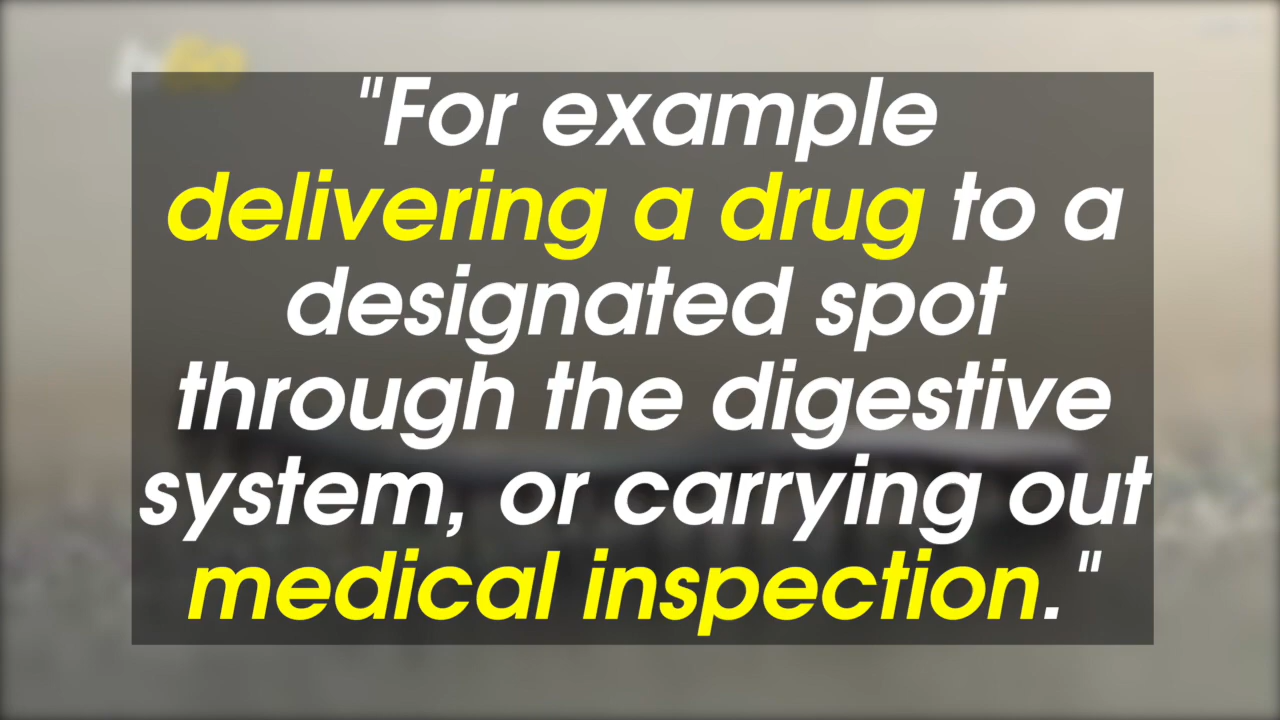 "For example
delivering a drug to a
designated spot
through the digestive
system, or carrying out
medical inspection."